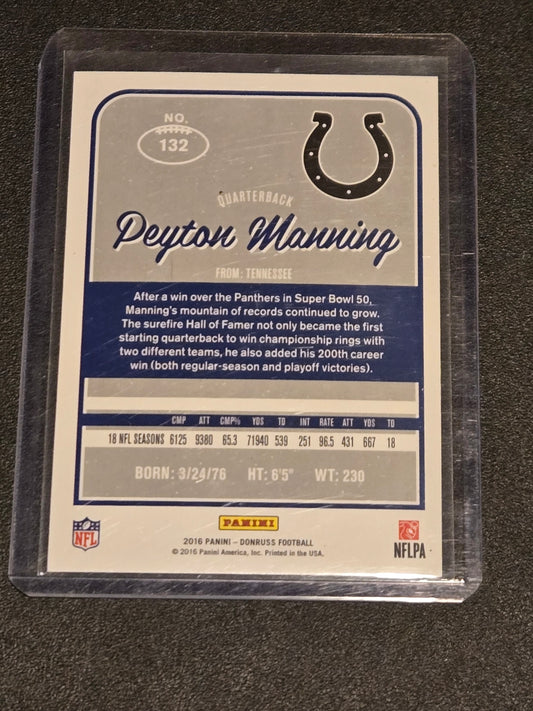 NO.
132
QUARTERBACK
Peyton Manning
FROM: TENNESSEE
After a win over the Panthers in Super Bowl 50,
Manning's mountain of records continued to grow.
The surefire Hall of Famer not only became the first
starting quarterback to win championship rings with
two different teams, he also added his 200th career
win (both regular-season and playoff victories).
CMP ATT CMP% YDS TD INT RATE ATT YDS TD
18 NFL SEASONS 6125 9380 65.3 71940 539 251 96.5 431 667 18
BORN: 3/24/76 HT: 6'5" WT: 230
PANINI
NFL
2016 PANINI – DONRUSS FOOTBALL
© 2016 Panini America, Inc. Printed in the USA.
NFLPA